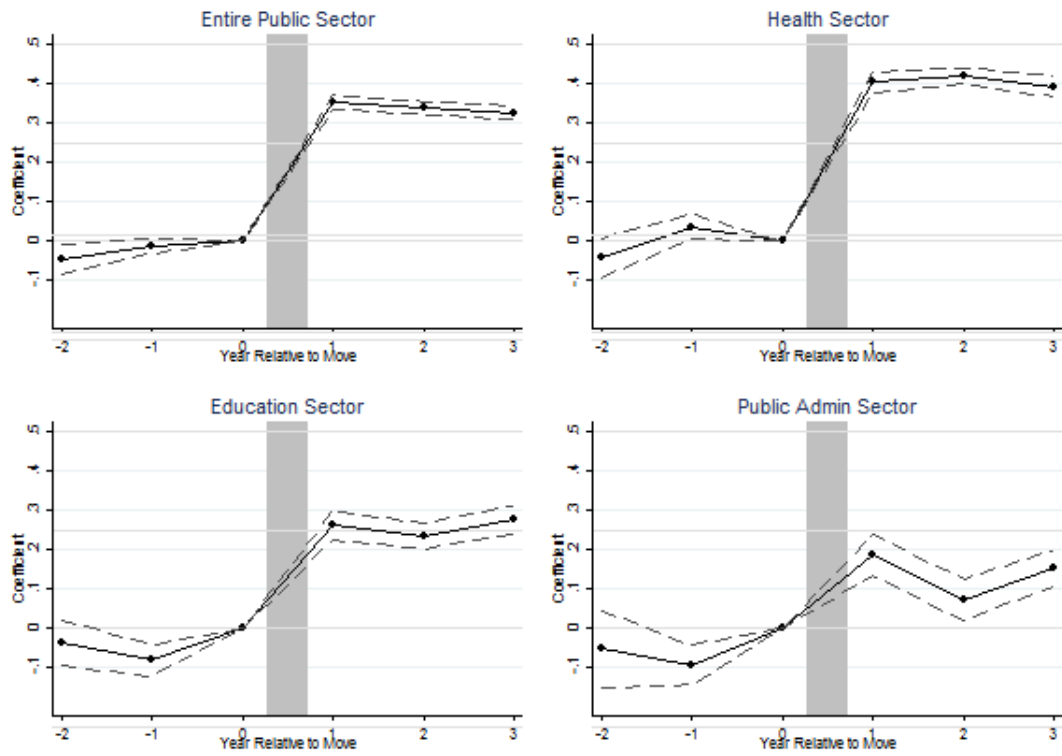 Entire Public Sector
Coefficient
.5
.4
.3
.2
.1
0
-.1
-2 -1 0 1 2 3
Year Relative to Move
Health Sector
Coefficient
.5
.4
.3
.2
.1
0
-.1
-2 -1 0 1 2 3
Year Relative to Move
Education Sector
Coefficient
.5
.4
.3
.2
.1
0
-.1
-2 -1 0 1 2 3
Year Relative to Move
Public Admin Sector
Coefficient
.5
.4
.3
.2
.1
0
-.1
-2 -1 0 1 2 3
Year Relative to Move